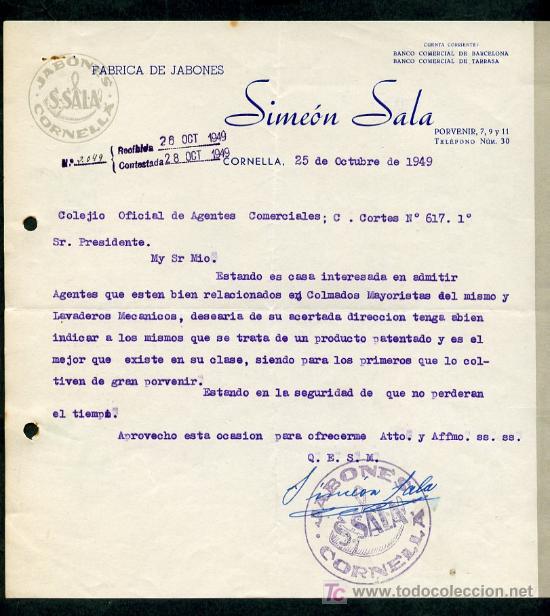 CUENTA CORRIENTE:
BANCO COMERCIAL DE BARCELONA
BANCO COMERCIAL DE TARRASA
JABONES
S. SALA
CORNELLÁ
FABRICA DE JABONES
Simeón Sala
PORVENIR, 7, 9 y 11
TELÉFONO NÚM. 30
N.º 2049 Recibida 26 OCT 1949
Contestada 28 OCT 1949
CORNELLA, 25 de Octubre de 1949
Colejio Oficial de Agentes Comerciales; C . Cortes Nº 617. 1º
Sr. Presidente.
My Sr Mio.
Estando es casa interesada en admitir
Agentes que esten bien relacionados en Colmados Mayoristas del mismo y
Lavaderos Mecanicos, desearia de su acertada direccion tenga abien
indicar a los mismos que se trata de un producto patentado y es el
mejor que existe en su clase, siendo para los primeros que lo col-
tiven de gran porvenir.
Estando en la seguridad de que no perderan
el tiempo.
Aprovecho esta ocasion para ofrecerme Atto. y Affmo. ss. ss.
Q. E. S. M.
Simeón Sala
JABONES
S. SALA
CORNELLÁ
TC www.todocoleccion.net